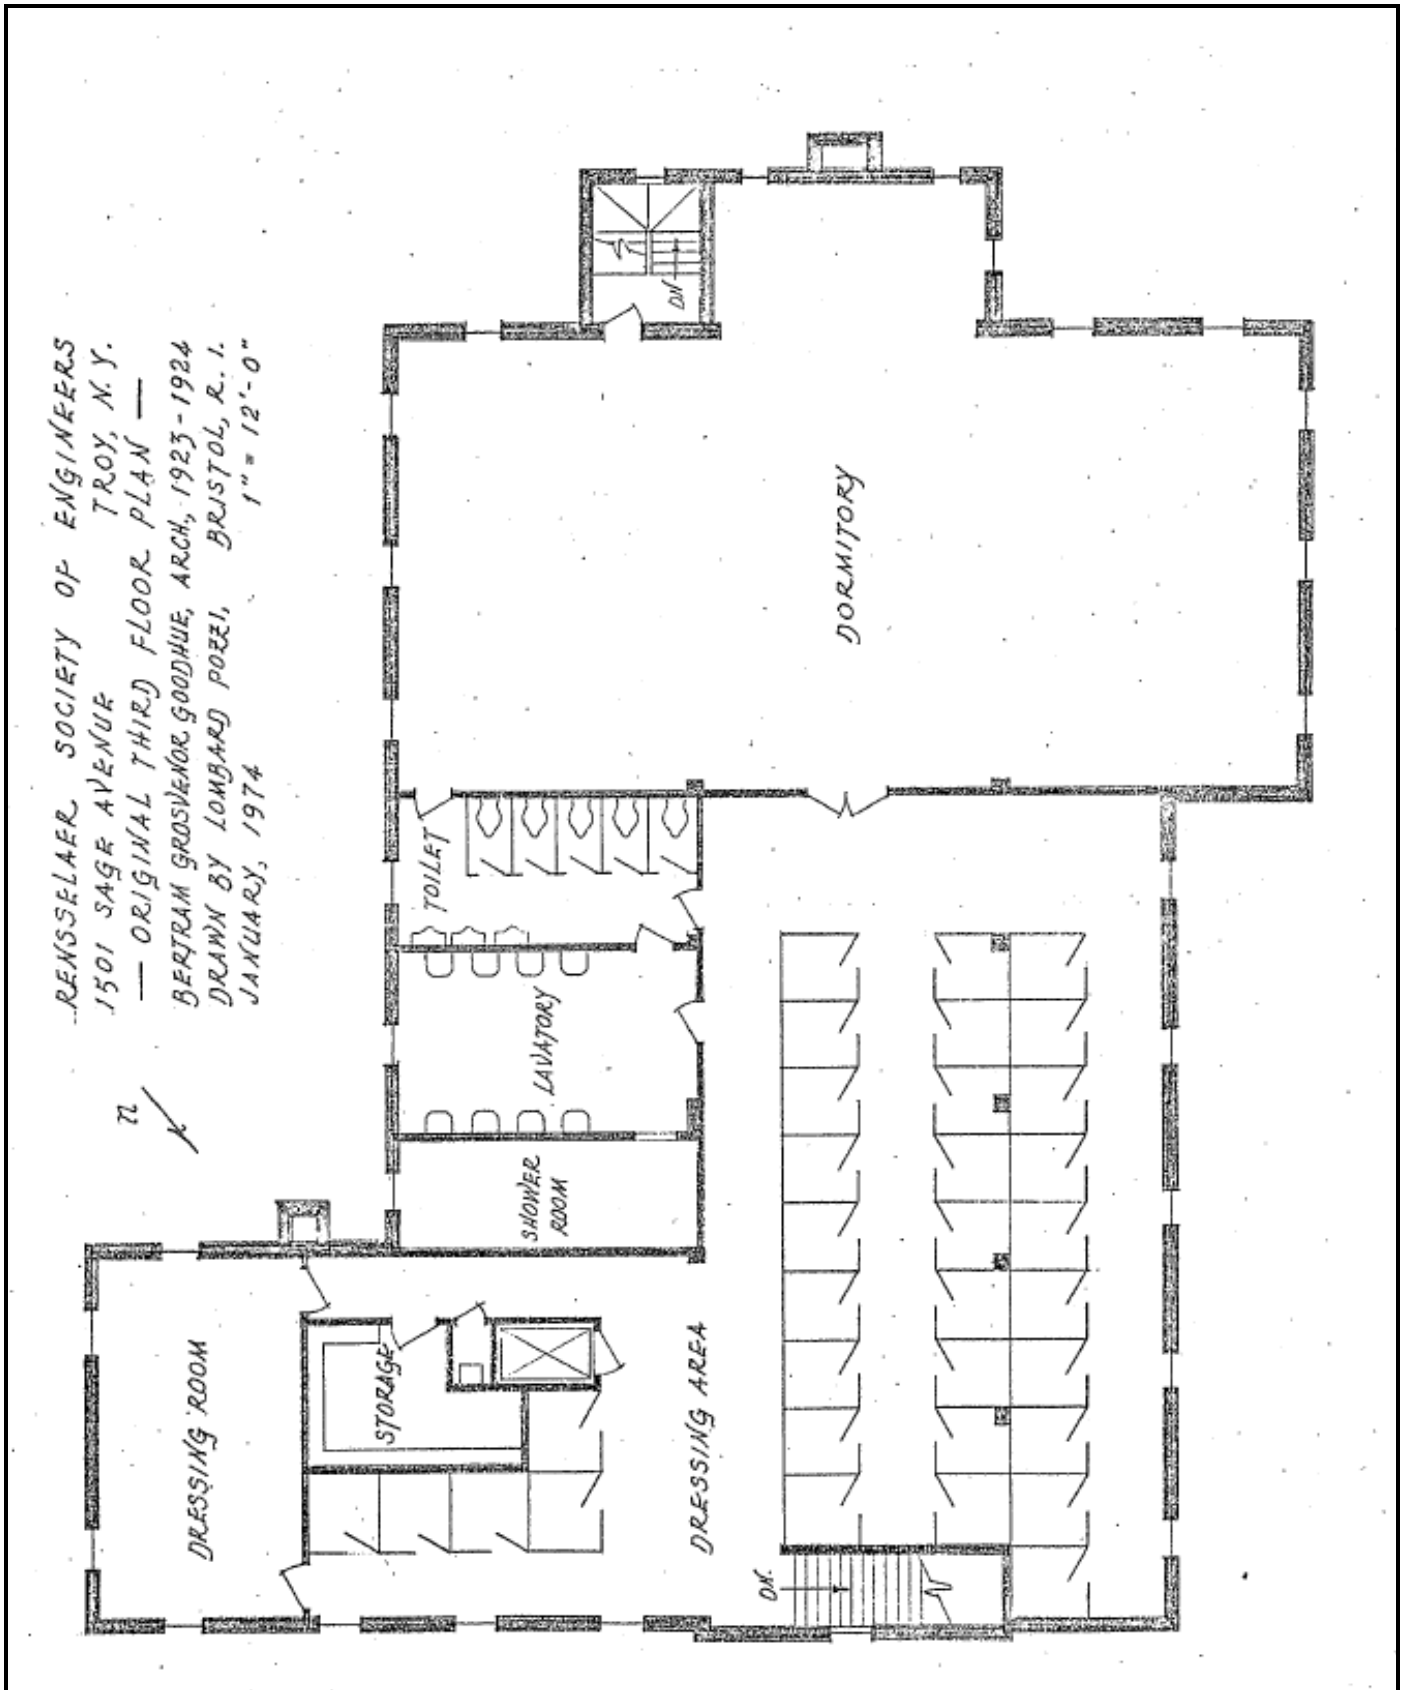 RENSSELAER SOCIETY OF ENGINEERS
1501 SAGE AVENUE TROY, N.Y.
— ORIGINAL THIRD FLOOR PLAN —
BERTRAM GROSVENOR GOODHUE, ARCH., 1923-1924
DRAWN BY LOMBARD POZZI, BRISTOL, R.I.
JANUARY, 1974 1" = 12'-0"
n
DN
DORMITORY
TOILET
LAVATORY
SHOWER
ROOM
DRESSING ROOM
STORAGE
DRESSING AREA
DN.